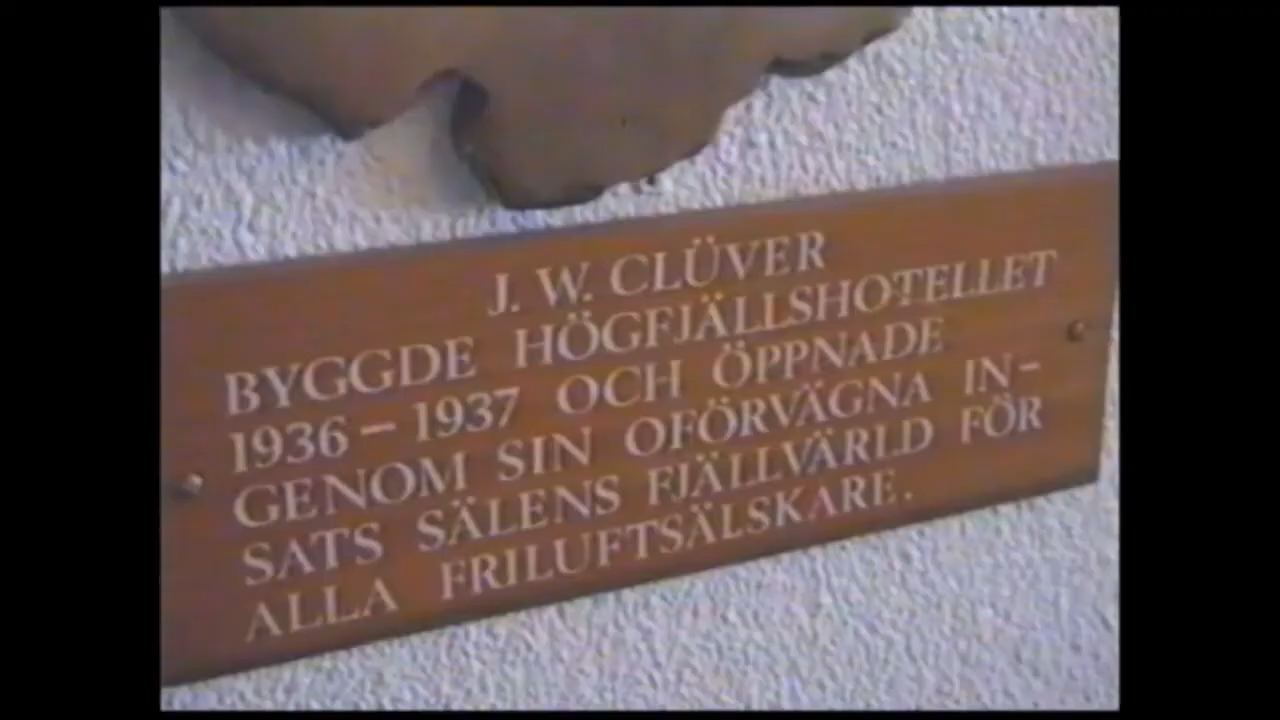 J. W. CLÜVER
BYGGDE HÖGFJÄLLSHOTELLET
1936 – 1937 OCH ÖPPNADE
GENOM SIN OFÖRVÄGNA IN-
SATS SÄLENS FJÄLLVÄRLD FÖR
ALLA FRILUFTSÄLSKARE.